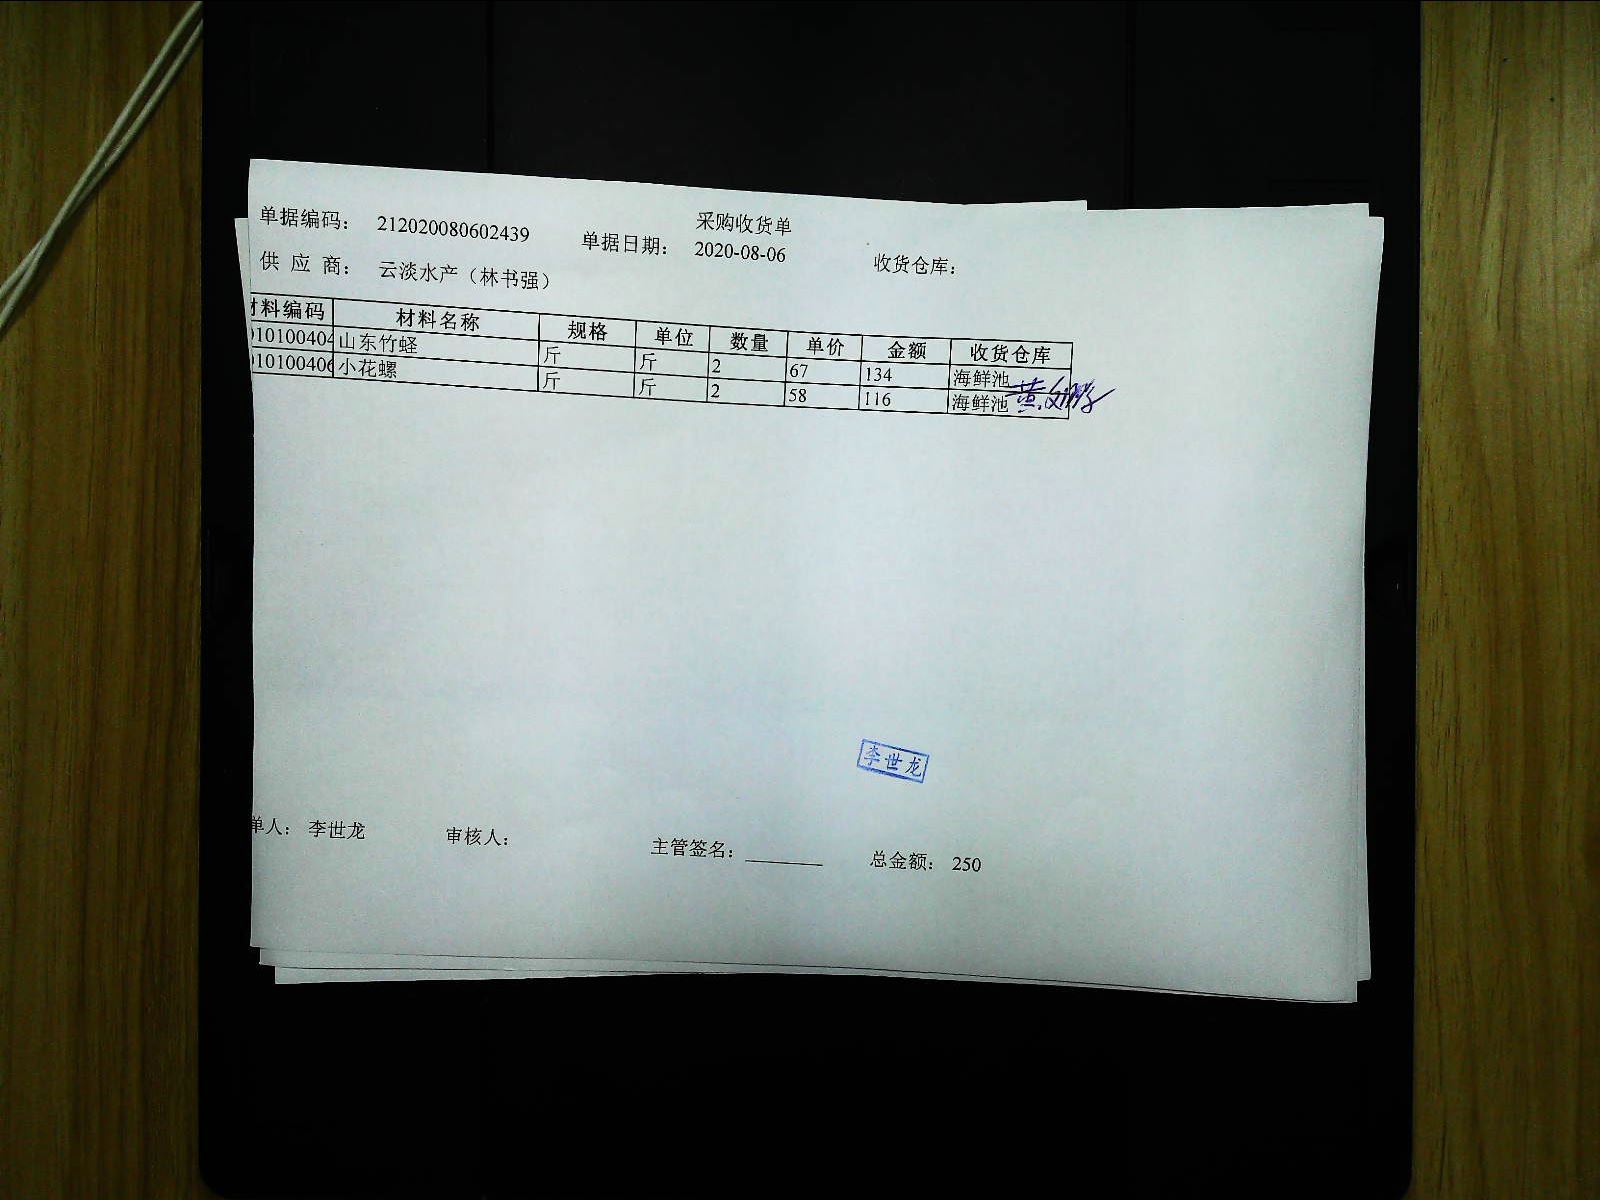 采购收货单
单据编码： 212020080602439 单据日期： 2020-08-06 收货仓库：
供 应 商： 云淡水产（林书强）
材料编码 材料名称 规格 单位 数量 单价 金额 收货仓库
010100404 山东竹蛏 斤 斤 2 67 134 海鲜池
010100406 小花螺 斤 斤 2 58 116 海鲜池
李世龙
单人： 李世龙 审核人： 主管签名： 总金额： 250